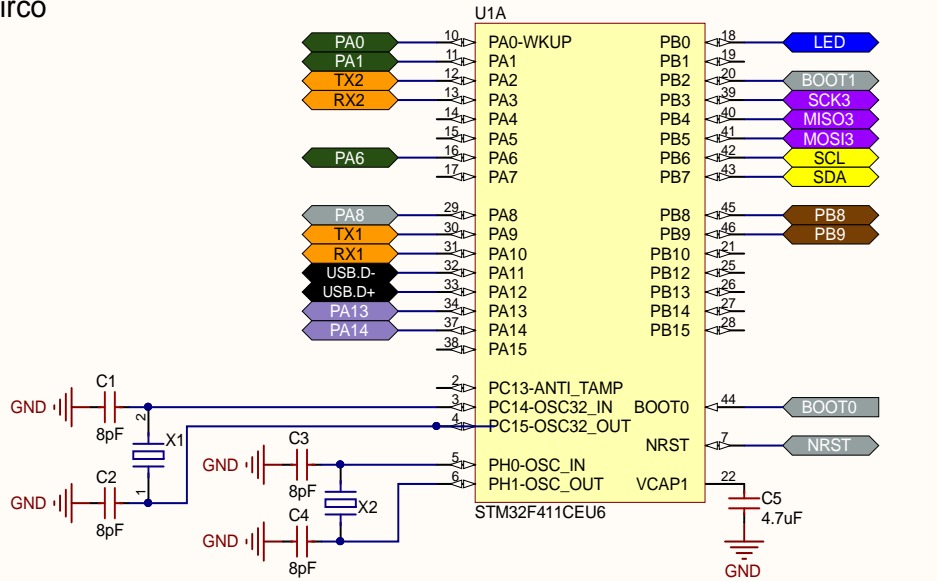 irco
U1A
PA0 10 PA0-WKUP PB0 18 LED
PA1 11 PA1 PB1 19
TX2 12 PA2 PB2 20 BOOT1
RX2 13 PA3 PB3 39 SCK3
14 PA4 PB4 40 MISO3
15 PA5 PB5 41 MOSI3
PA6 16 PA6 PB6 42 SCL
17 PA7 PB7 43 SDA
PA8 29 PA8 PB8 45 PB8
TX1 30 PA9 PB9 46 PB9
RX1 31 PA10 PB10 21
USB.D- 32 PA11 PB12 25
USB.D+ 33 PA12 PB13 26
PA13 34 PA13 PB14 27
PA14 37 PA14 PB15 28
38 PA15
2 PC13-ANTI_TAMP
C1
GND 8pF 2 3 PC14-OSC32_IN BOOT0 44 BOOT0
4 PC15-OSC32_OUT
X1
NRST 7 NRST
C3
GND 8pF 5 PH0-OSC_IN
C2
GND 8pF 1
6 PH1-OSC_OUT VCAP1 22
X2
C5
4.7uF
C4
GND 8pF
STM32F411CEU6
GND